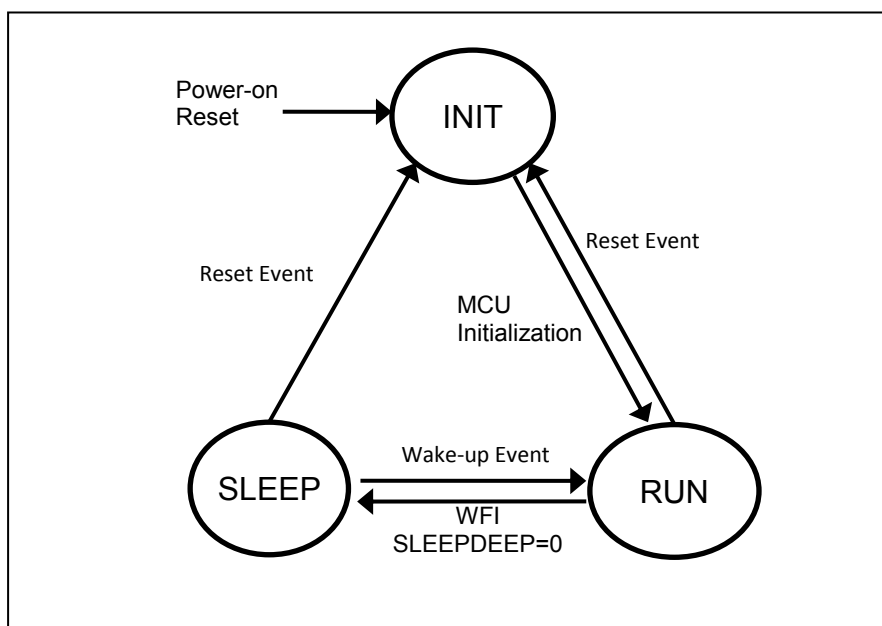 Power-on
Reset
INIT
Reset Event
Reset Event
MCU
Initialization
SLEEP
Wake-up Event
RUN
WFI
SLEEPDEEP=0